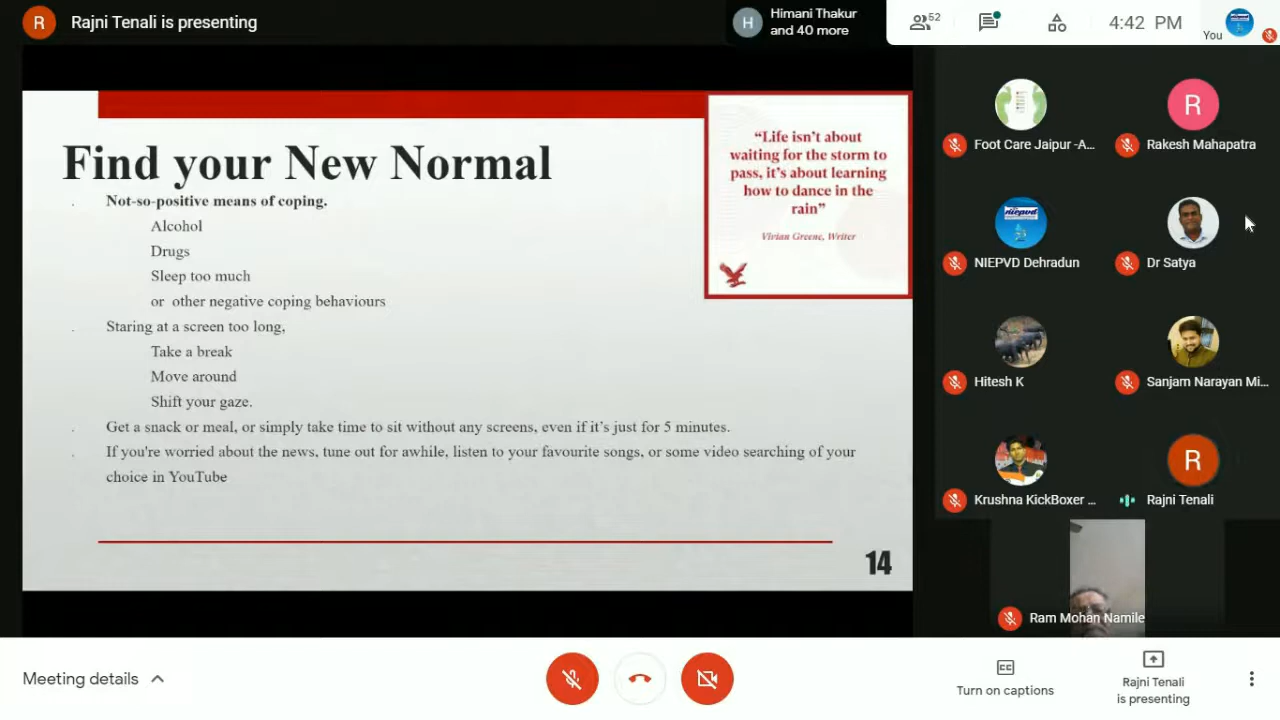 R
Rajni Tenali is presenting
H
Himani Thakur
and 40 more
52
4:42 PM
You
Find your New Normal
Not-so-positive means of coping.
Alcohol
Drugs
Sleep too much
or other negative coping behaviours
Staring at a screen too long,
Take a break
Move around
Shift your gaze.
Get a snack or meal, or simply take time to sit without any screens, even if it's just for 5 minutes.
If you're worried about the news, tune out for awhile, listen to your favourite songs, or some video searching of your
choice in YouTube
14
“Life isn't about
waiting for the storm to
pass, it's about learning
how to dance in the
rain”
Vivian Greene, Writer
Foot Care Jaipur -A...
R
Rakesh Mahapatra
niepvd
NIEPVD Dehradun
Dr Satya
Hitesh K
Sanjam Narayan Mi...
Krushna KickBoxer ...
R
Rajni Tenali
Ram Mohan Namile
Meeting details
CC
Turn on captions
Rajni Tenali
is presenting